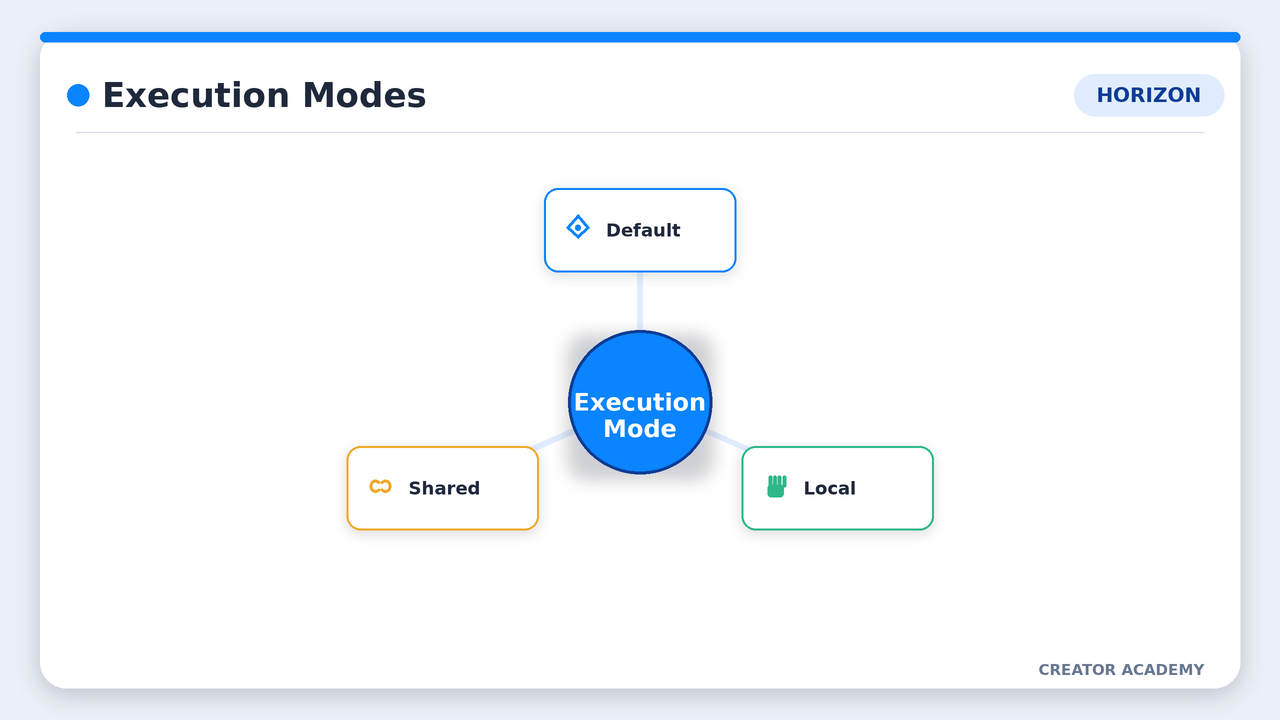 Execution Modes
HORIZON
Default
Execution
Mode
Shared
Local
CREATOR ACADEMY